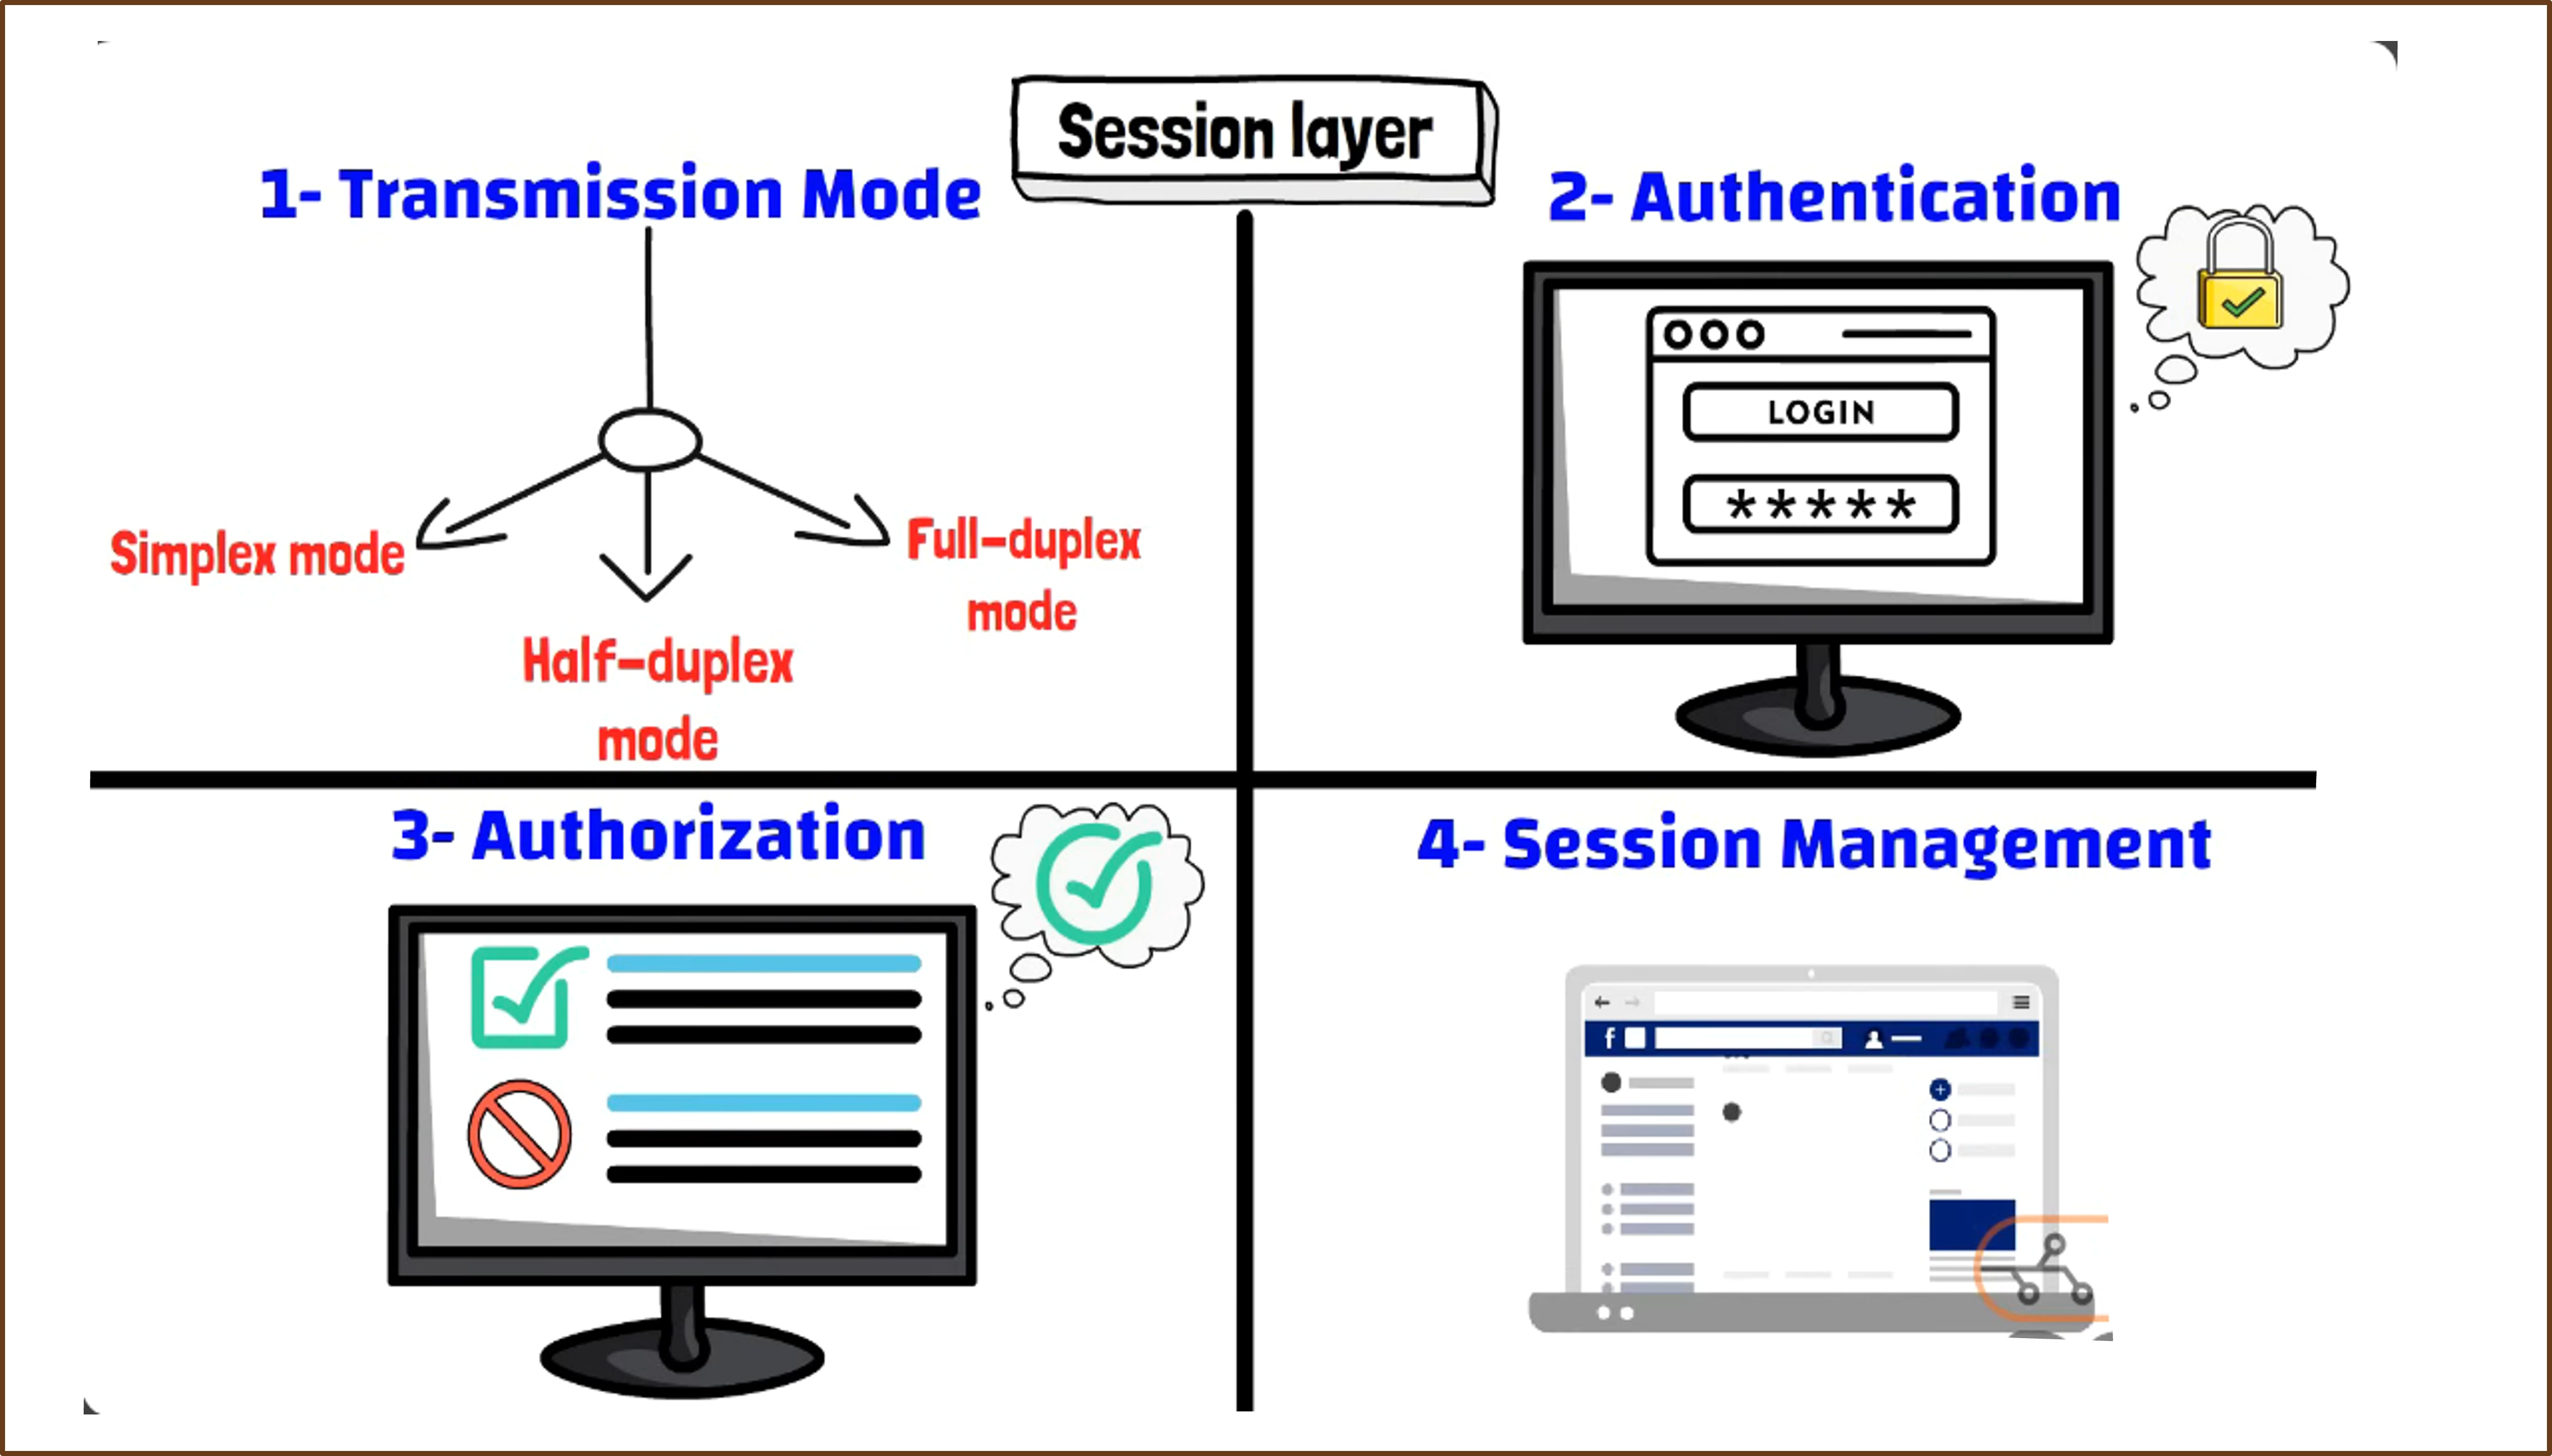 Session layer
1- Transmission Mode
Simplex mode
Half-duplex
mode
Full-duplex
mode
2- Authentication
LOGIN
*****
3- Authorization
4- Session Management
f